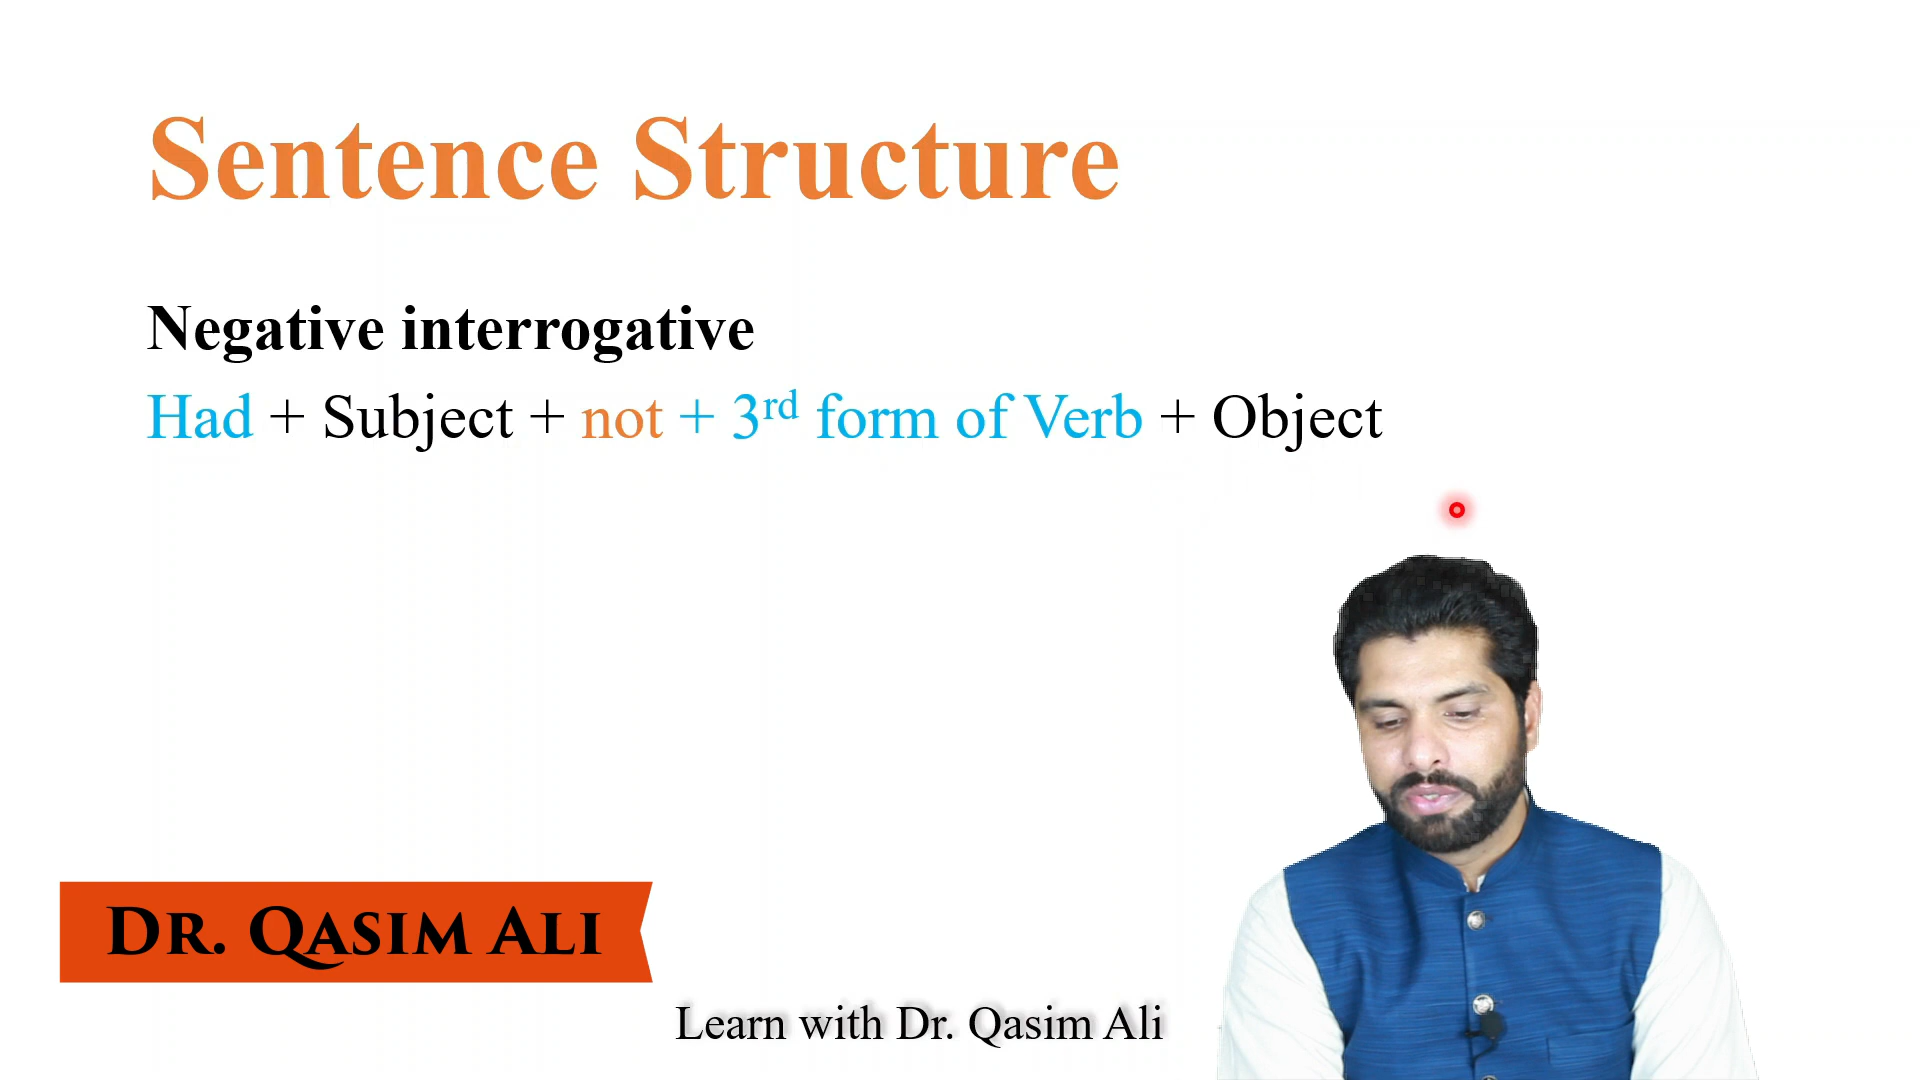 Sentence Structure
Negative interrogative
Had + Subject + not + 3rd form of Verb + Object
Dr. Qasim Ali
Learn with Dr. Qasim Ali